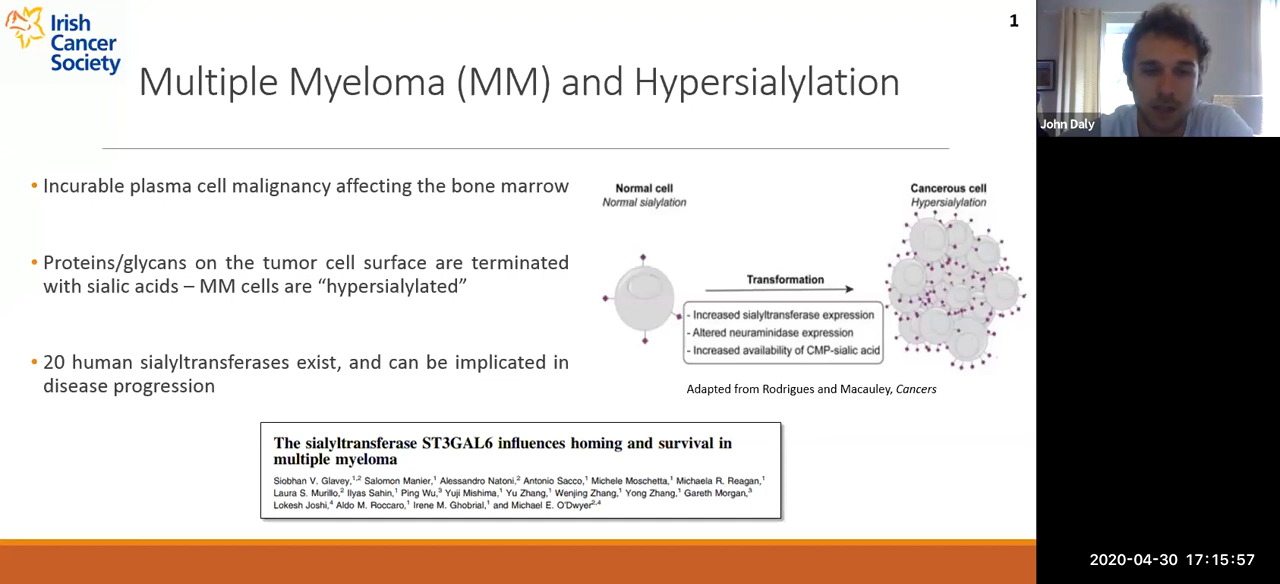 Irish
Cancer
Society
1
Multiple Myeloma (MM) and Hypersialylation
• Incurable plasma cell malignancy affecting the bone marrow
• Proteins/glycans on the tumor cell surface are terminated
with sialic acids – MM cells are “hypersialylated”
• 20 human sialyltransferases exist, and can be implicated in
disease progression
Normal cell
Normal sialylation
Cancerous cell
Hypersialylation
Transformation
- Increased sialyltransferase expression
- Altered neuraminidase expression
- Increased availability of CMP-sialic acid
Adapted from Rodrigues and Macauley, Cancers
The sialyltransferase ST3GAL6 influences homing and survival in
multiple myeloma
Siobhan V. Glavey,1,2 Salomon Manier,1 Alessandro Natoni,2 Antonio Sacco,1 Michele Moschetta,1 Michaela R. Reagan,1
Laura S. Murillo,2 Ilyas Sahin,1 Ping Wu,3 Yuji Mishima,1 Yu Zhang,1 Wenjing Zhang,1 Yong Zhang,1 Gareth Morgan,3
Lokesh Joshi,4 Aldo M. Roccaro,1 Irene M. Ghobrial,1 and Michael E. O’Dwyer2,4
John Daly
2020-04-30 17:15:57